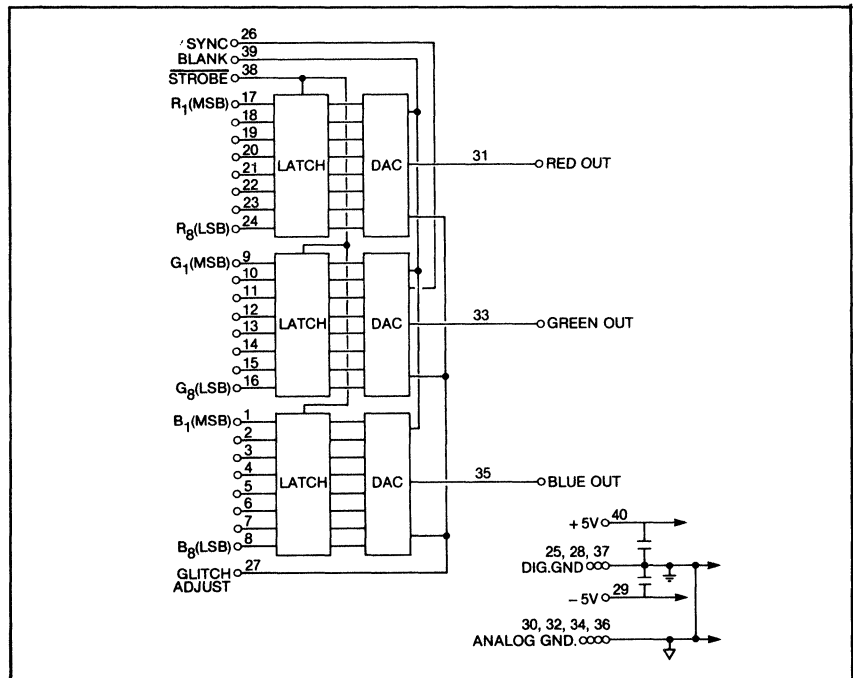 SYNC 26
BLANK 39
STROBE 38
R1(MSB) 17
18
19
20
21
22
23
R8(LSB) 24
LATCH
DAC
31
RED OUT
G1(MSB) 9
10
11
12
13
14
15
G8(LSB) 16
LATCH
DAC
33
GREEN OUT
B1(MSB) 1
2
3
4
5
6
7
B8(LSB) 8
LATCH
DAC
35
BLUE OUT
GLITCH 27
ADJUST
+5V 40
25, 28, 37
DIG.GND
-5V 29
30, 32, 34, 36
ANALOG GND.